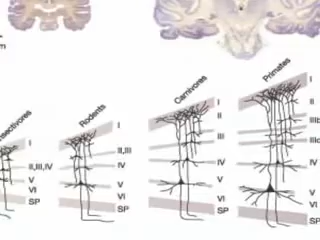 m
sectivores
Rodents
Carnivores
Primates
I
II,III,IV
V
VI
SP
I
II,III
IV
V
VI
SP
I
II
III
IV
V
VI
SP
I
II
IIIb
IIIc
IV
V
VI
SP